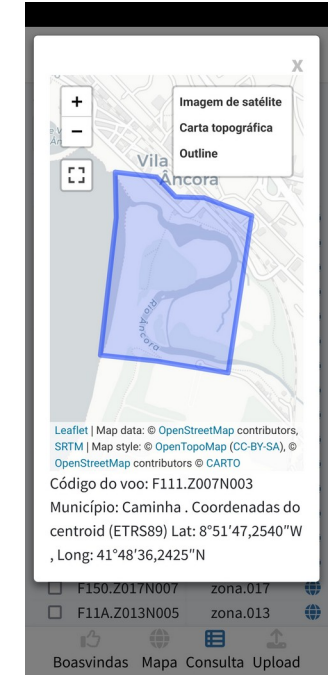 X
+
−
Imagem de satélite
Carta topográfica
Outline
Vila
Âncora
Rio Âncora
Leaflet | Map data: © OpenStreetMap contributors,
SRTM | Map style: © OpenTopoMap (CC-BY-SA), ©
OpenStreetMap contributors © CARTO
Código do voo: F111.Z007N003
Município: Caminha . Coordenadas do
centroid (ETRS89) Lat: 8°51′47,2540″W
, Long: 41°48′36,2425″N
F150.Z017N007 zona.017
F11A.Z013N005 zona.013
Boasvindas Mapa Consulta Upload